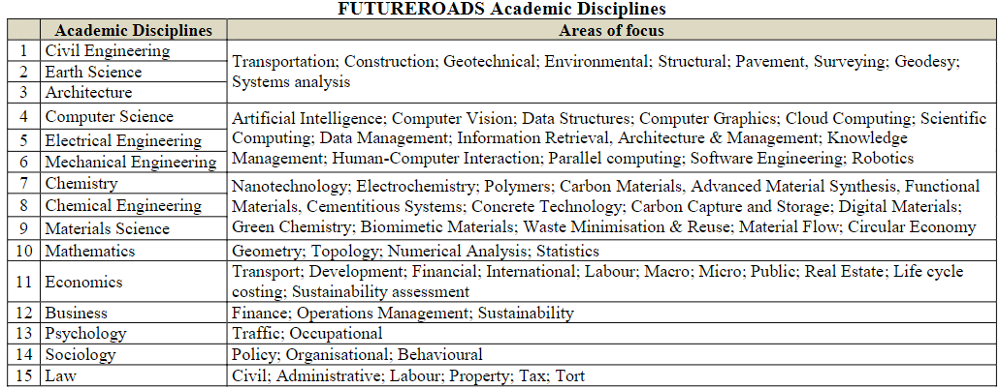 FUTUREROADS Academic Disciplines
Academic Disciplines Areas of focus
1 Civil Engineering
2 Earth Science
3 Architecture
Transportation; Construction; Geotechnical; Environmental; Structural; Pavement, Surveying; Geodesy;
Systems analysis
4 Computer Science
5 Electrical Engineering
6 Mechanical Engineering
Artificial Intelligence; Computer Vision; Data Structures; Computer Graphics; Cloud Computing; Scientific
Computing; Data Management; Information Retrieval, Architecture & Management; Knowledge
Management; Human-Computer Interaction; Parallel computing; Software Engineering; Robotics
7 Chemistry
8 Chemical Engineering
9 Materials Science
Nanotechnology; Electrochemistry; Polymers; Carbon Materials, Advanced Material Synthesis, Functional
Materials, Cementitious Systems; Concrete Technology; Carbon Capture and Storage; Digital Materials;
Green Chemistry; Biomimetic Materials; Waste Minimisation & Reuse; Material Flow; Circular Economy
10 Mathematics Geometry; Topology; Numerical Analysis; Statistics
11 Economics
Transport; Development; Financial; International; Labour; Macro; Micro; Public; Real Estate; Life cycle
costing; Sustainability assessment
12 Business Finance; Operations Management; Sustainability
13 Psychology Traffic; Occupational
14 Sociology Policy; Organisational; Behavioural
15 Law Civil; Administrative; Labour; Property; Tax; Tort